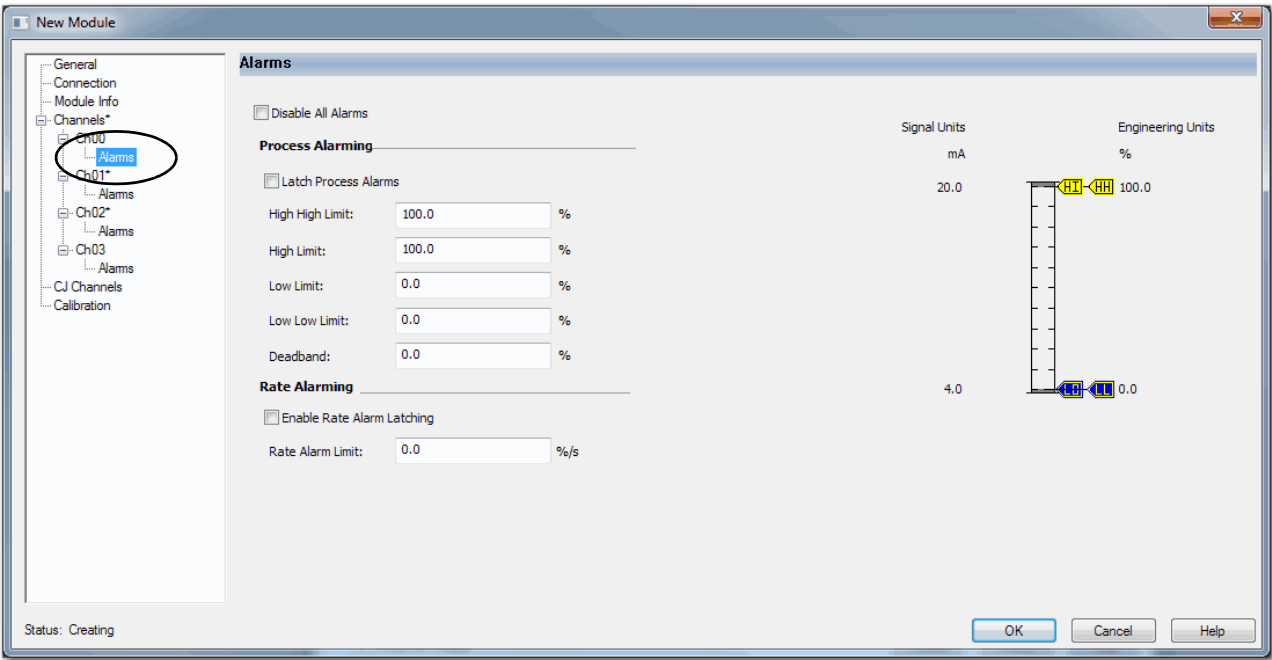 New Module
General
Connection
Module Info
Channels*
Ch00
Alarms
Ch01*
Alarms
Ch02*
Alarms
Ch03
Alarms
CJ Channels
Calibration
Alarms
Disable All Alarms
Process Alarming
Latch Process Alarms
High High Limit: 100.0 %
High Limit: 100.0 %
Low Limit: 0.0 %
Low Low Limit: 0.0 %
Deadband: 0.0 %
Rate Alarming
Enable Rate Alarm Latching
Rate Alarm Limit: 0.0 %/s
Signal Units Engineering Units
mA %
20.0 HI HH 100.0
4.0 LO LL 0.0
Status: Creating
OK Cancel Help